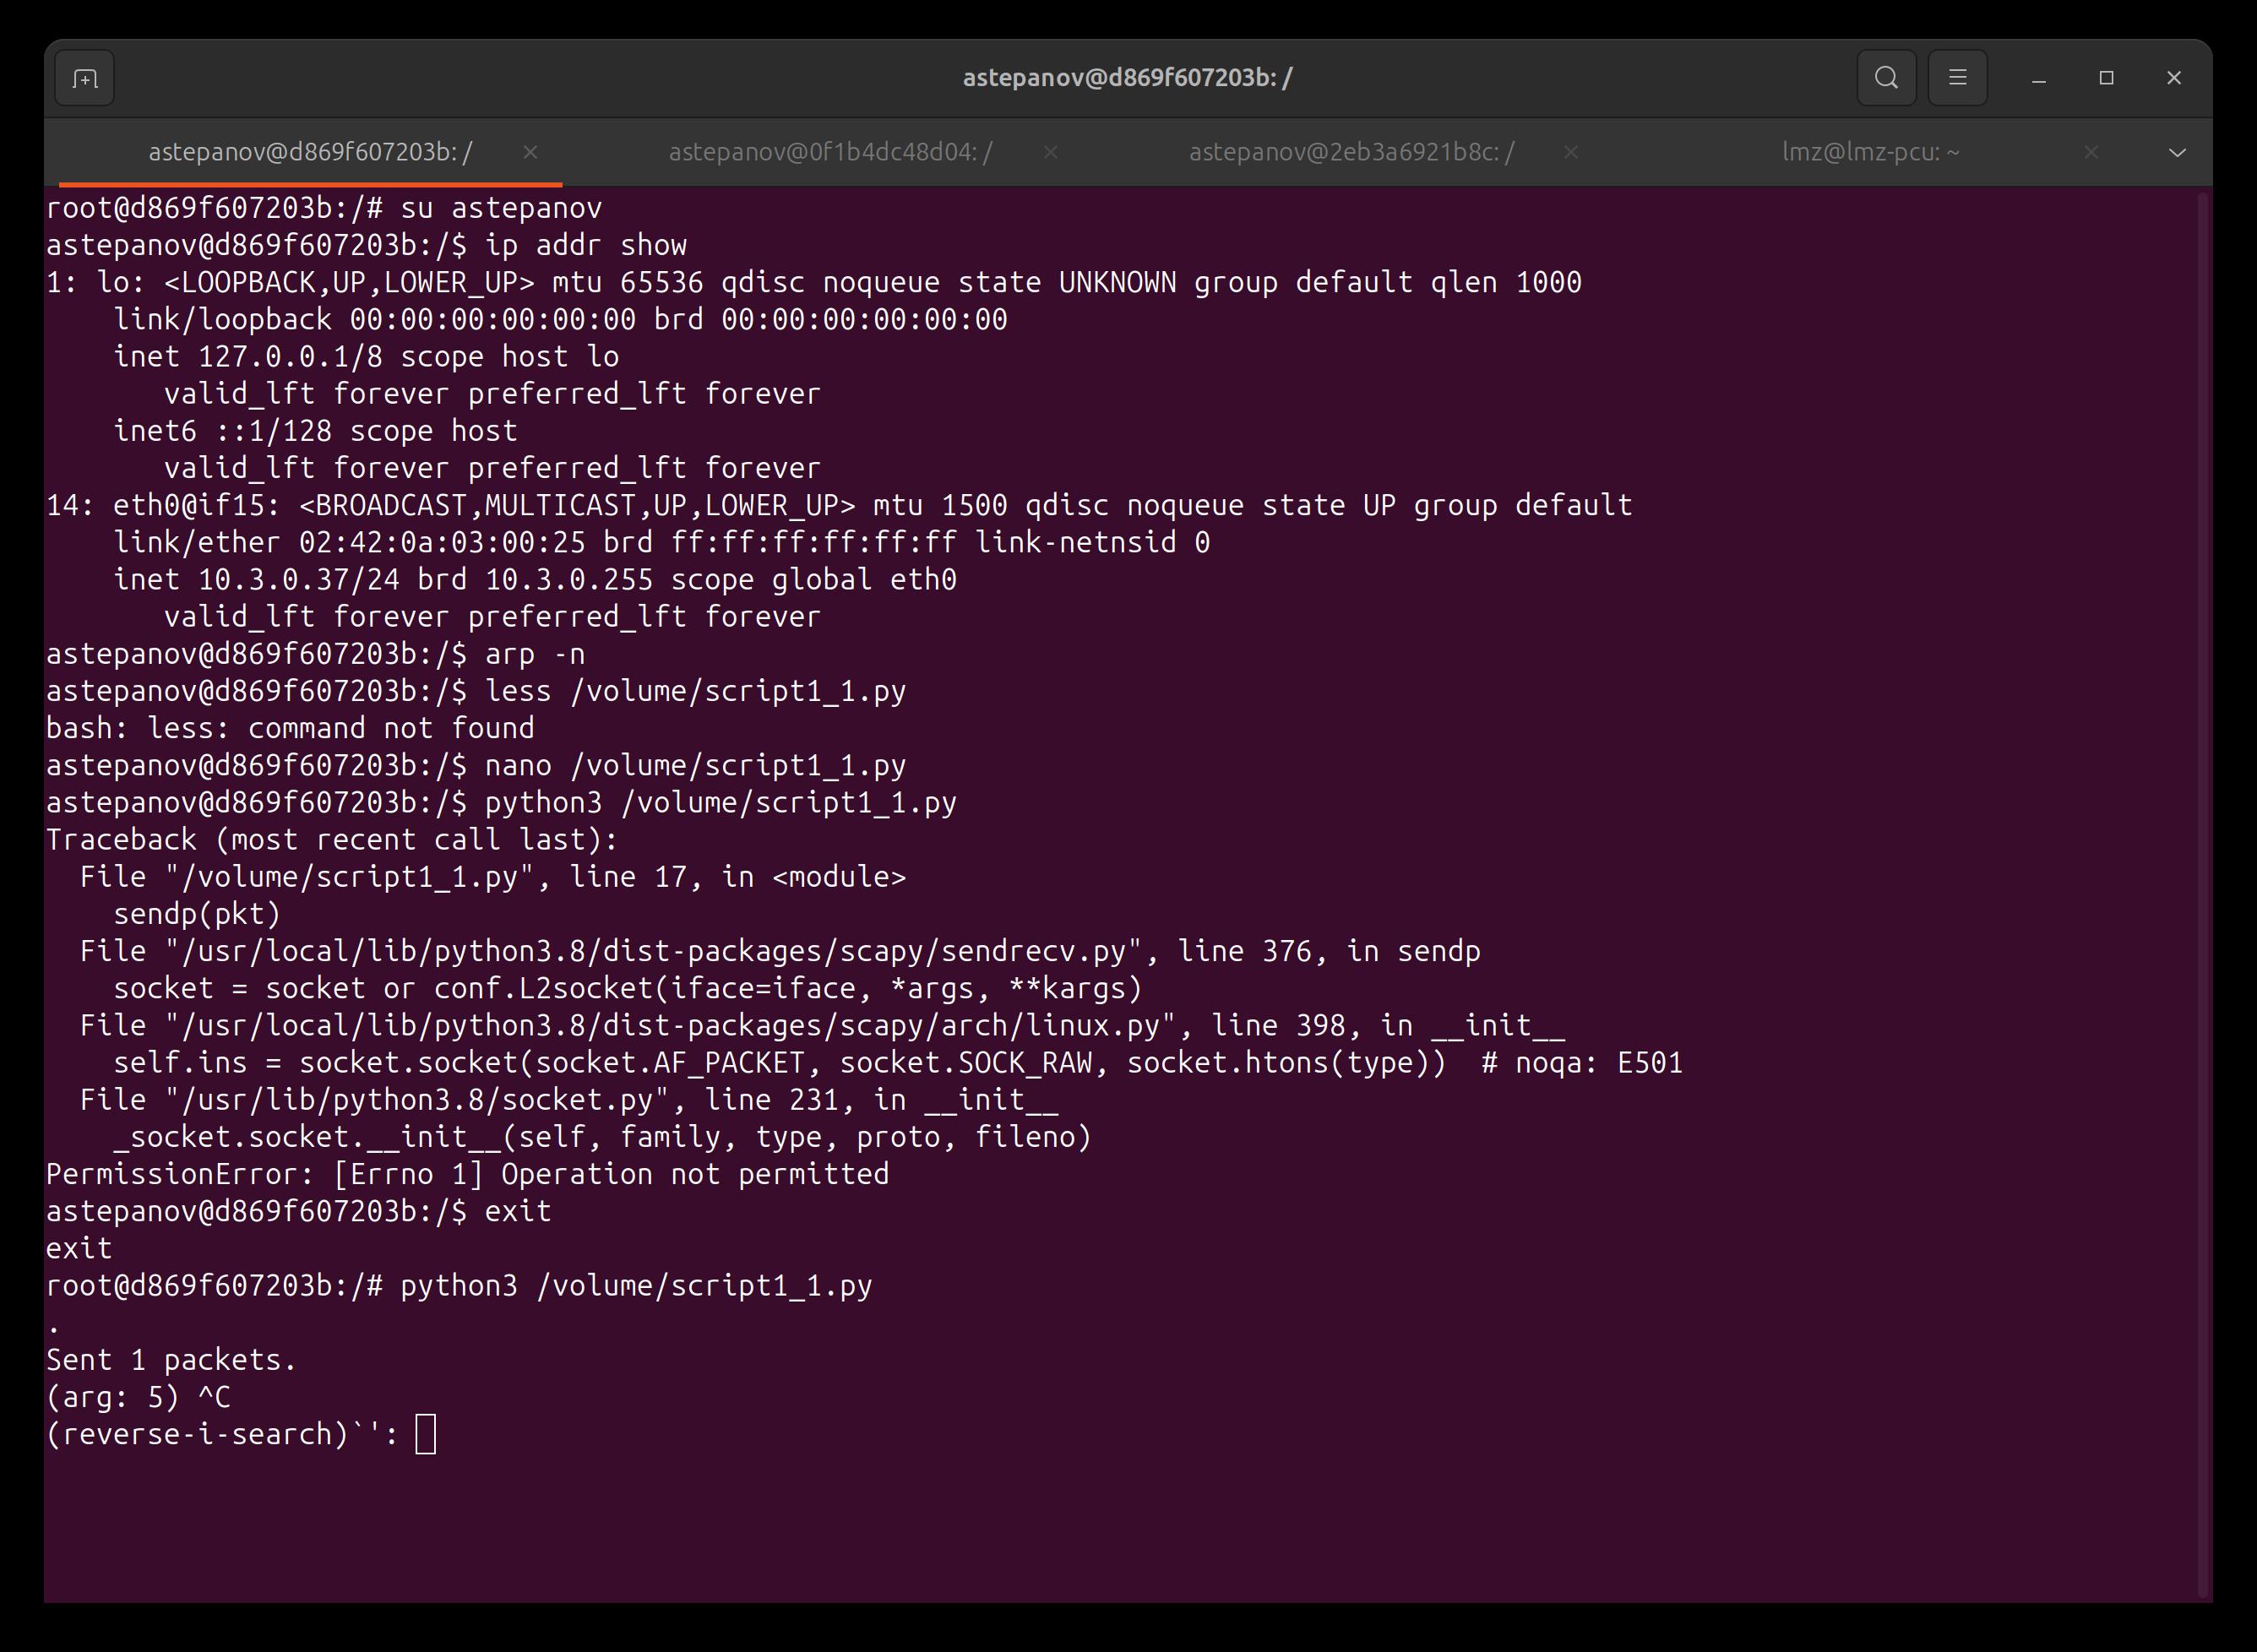 astepanov@d869f607203b: /
astepanov@d869f607203b: /
astepanov@0f1b4dc48d04: /
astepanov@2eb3a6921b8c: /
lmz@lmz-pcu: ~
root@d869f607203b:/# su astepanov
astepanov@d869f607203b:/$ ip addr show
1: lo: <LOOPBACK,UP,LOWER_UP> mtu 65536 qdisc noqueue state UNKNOWN group default qlen 1000
    link/loopback 00:00:00:00:00:00 brd 00:00:00:00:00:00
    inet 127.0.0.1/8 scope host lo
       valid_lft forever preferred_lft forever
    inet6 ::1/128 scope host
       valid_lft forever preferred_lft forever
14: eth0@if15: <BROADCAST,MULTICAST,UP,LOWER_UP> mtu 1500 qdisc noqueue state UP group default
    link/ether 02:42:0a:03:00:25 brd ff:ff:ff:ff:ff:ff link-netnsid 0
    inet 10.3.0.37/24 brd 10.3.0.255 scope global eth0
       valid_lft forever preferred_lft forever
astepanov@d869f607203b:/$ arp -n
astepanov@d869f607203b:/$ less /volume/script1_1.py
bash: less: command not found
astepanov@d869f607203b:/$ nano /volume/script1_1.py
astepanov@d869f607203b:/$ python3 /volume/script1_1.py
Traceback (most recent call last):
  File "/volume/script1_1.py", line 17, in <module>
    sendp(pkt)
  File "/usr/local/lib/python3.8/dist-packages/scapy/sendrecv.py", line 376, in sendp
    socket = socket or conf.L2socket(iface=iface, *args, **kargs)
  File "/usr/local/lib/python3.8/dist-packages/scapy/arch/linux.py", line 398, in __init__
    self.ins = socket.socket(socket.AF_PACKET, socket.SOCK_RAW, socket.htons(type))  # noqa: E501
  File "/usr/lib/python3.8/socket.py", line 231, in __init__
    _socket.socket.__init__(self, family, type, proto, fileno)
PermissionError: [Errno 1] Operation not permitted
astepanov@d869f607203b:/$ exit
exit
root@d869f607203b:/# python3 /volume/script1_1.py
.
Sent 1 packets.
(arg: 5) ^C
(reverse-i-search)`':